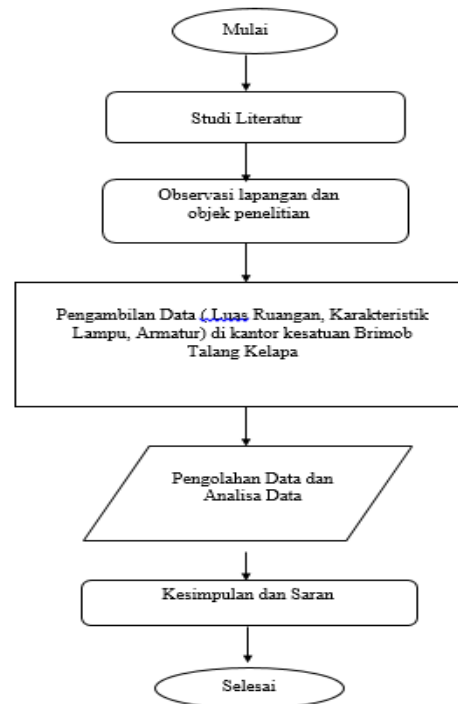 Mulai
Studi Literatur
Observasi lapangan dan
objek penelitian
Pengambilan Data ( Luas Ruangan, Karakteristik
Lampu, Armatur) di kantor kesatuan Brimob
Talang Kelapa
Pengolahan Data dan
Analisa Data
Kesimpulan dan Saran
Selesai